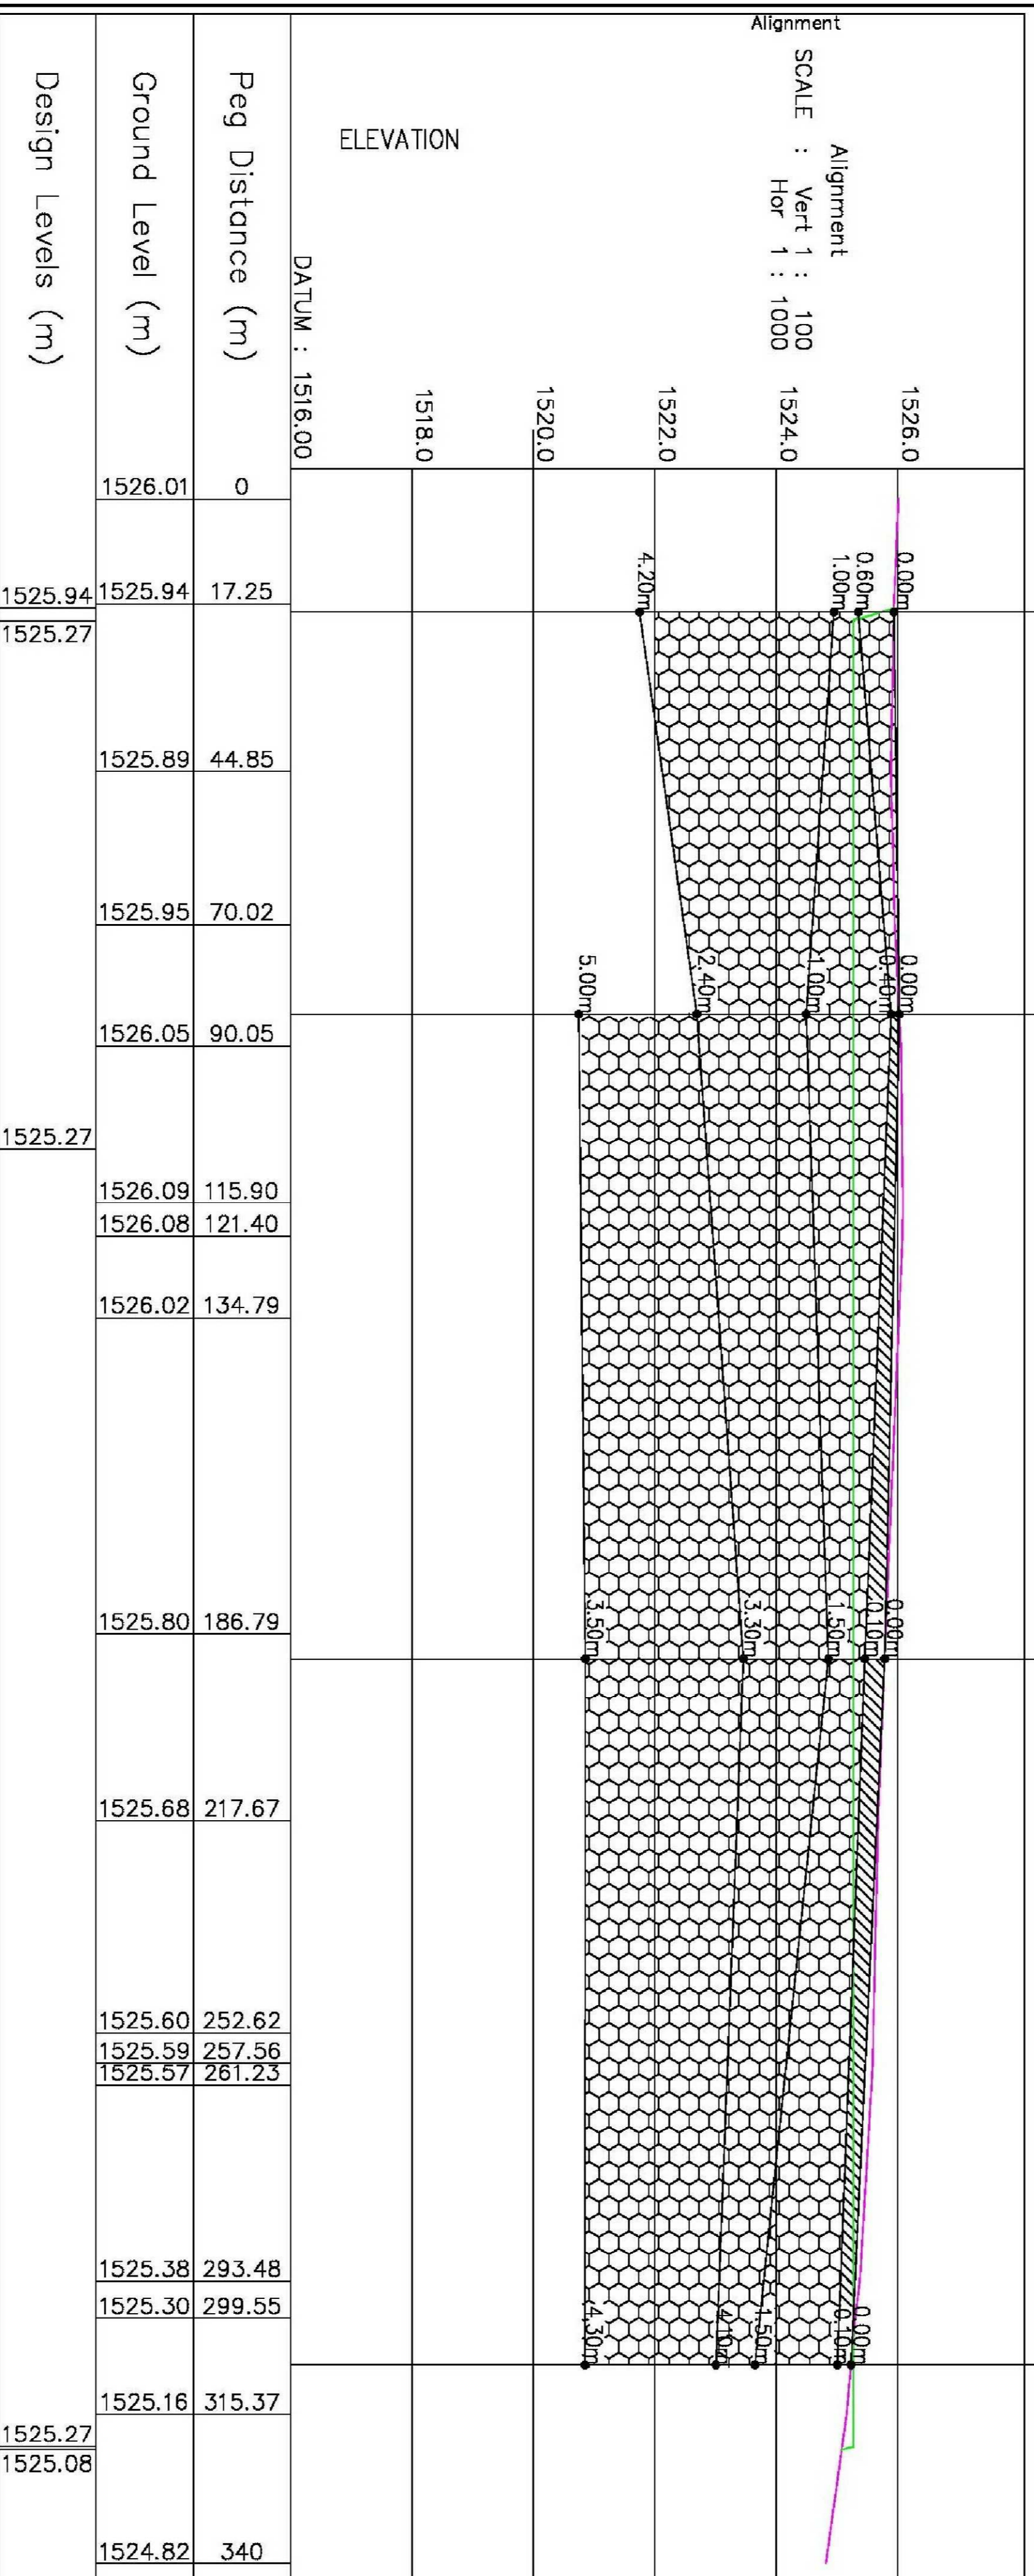 Alignment
Alignment
SCALE : Vert 1 : 100
Hor 1 : 1000
ELEVATION
1526.0
1524.0
1522.0
1520.0
1518.0
DATUM : 1516.00
0.00m
0.60m
1.00m
4.20m
0.00m
0.40m
1.00m
2.40m
5.00m
0.00m
0.10m
1.50m
3.30m
3.50m
0.00m
0.10m
1.50m
4.10m
4.30m
Peg Distance (m)
0
17.25
44.85
70.02
90.05
115.90
121.40
134.79
186.79
217.67
252.62
257.56
261.23
293.48
299.55
315.37
340
Ground Level (m)
1526.01
1525.94
1525.89
1525.95
1526.05
1526.09
1526.08
1526.02
1525.80
1525.68
1525.60
1525.59
1525.57
1525.38
1525.30
1525.16
1524.82
Design Levels (m)
1525.94
1525.27
1525.27
1525.27
1525.08